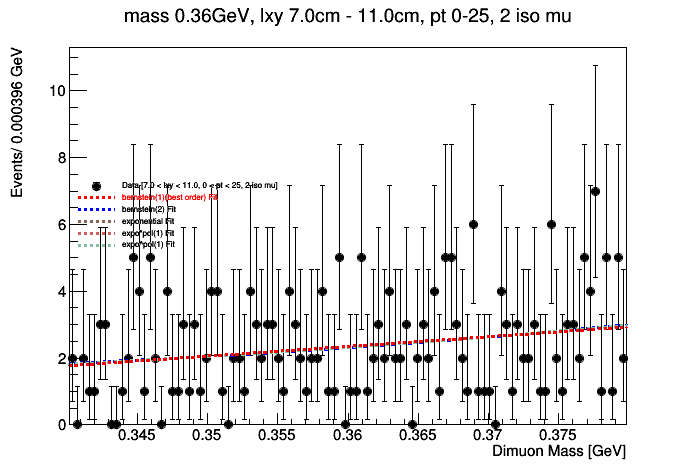 mass 0.36GeV, lxy 7.0cm - 11.0cm, pt 0-25, 2 iso mu
Events/ 0.000396 GeV
10
8
6
4
2
0
Data [7.0 < lxy < 11.0, 0 < pt < 25, 2 iso mu]
bernstein(1)(best order) Fit
bernstein(2) Fit
exponential Fit
expo*pol(1) Fit
expo*pol(1) Fit
0.345 0.35 0.355 0.36 0.365 0.37 0.375
Dimuon Mass [GeV]